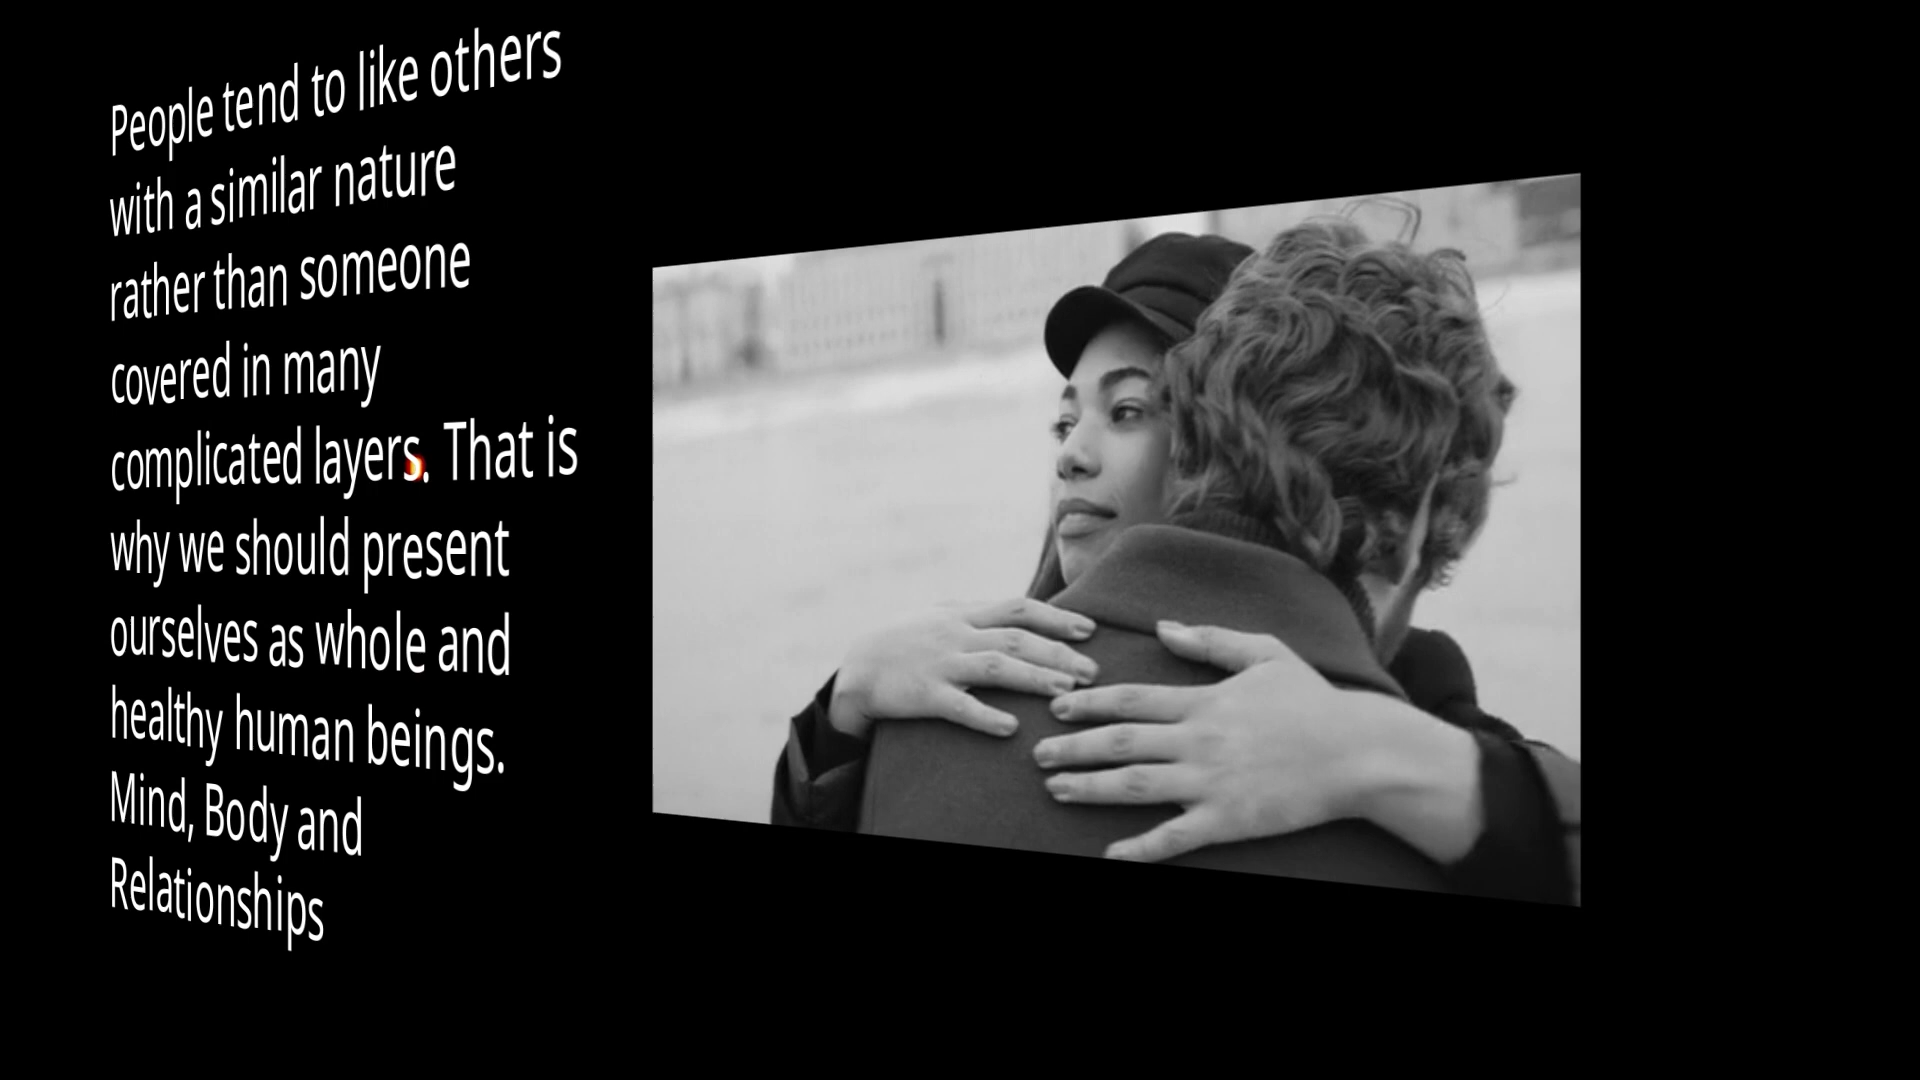 People tend to like others
with a similar nature
rather than someone
covered in many
complicated layers. That is
why we should present
ourselves as whole and
healthy human beings.
Mind, Body and
Relationships